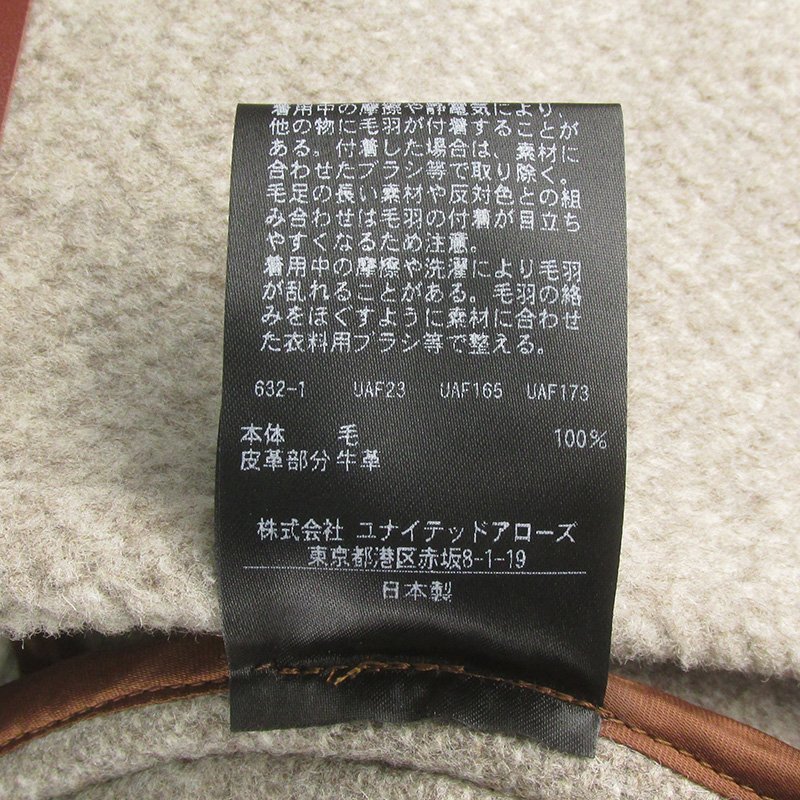 着用中の摩擦や静電気により、
他の物に毛羽が付着することが
ある。付着した場合は、素材に
合わせたブラシ等で取り除く。
毛足の長い素材や反対色との組
み合わせは毛羽の付着が目立ち
やすくなるため注意。
着用中の摩擦や洗濯により毛羽
が乱れることがある。毛羽の絡
みをほぐすように素材に合わせ
た衣料用ブラシ等で整える。
632-1 UAF23 UAF165 UAF173
本体 毛 100%
皮革部分 牛革
株式会社 ユナイテッドアローズ
東京都港区赤坂8-1-19
日本製